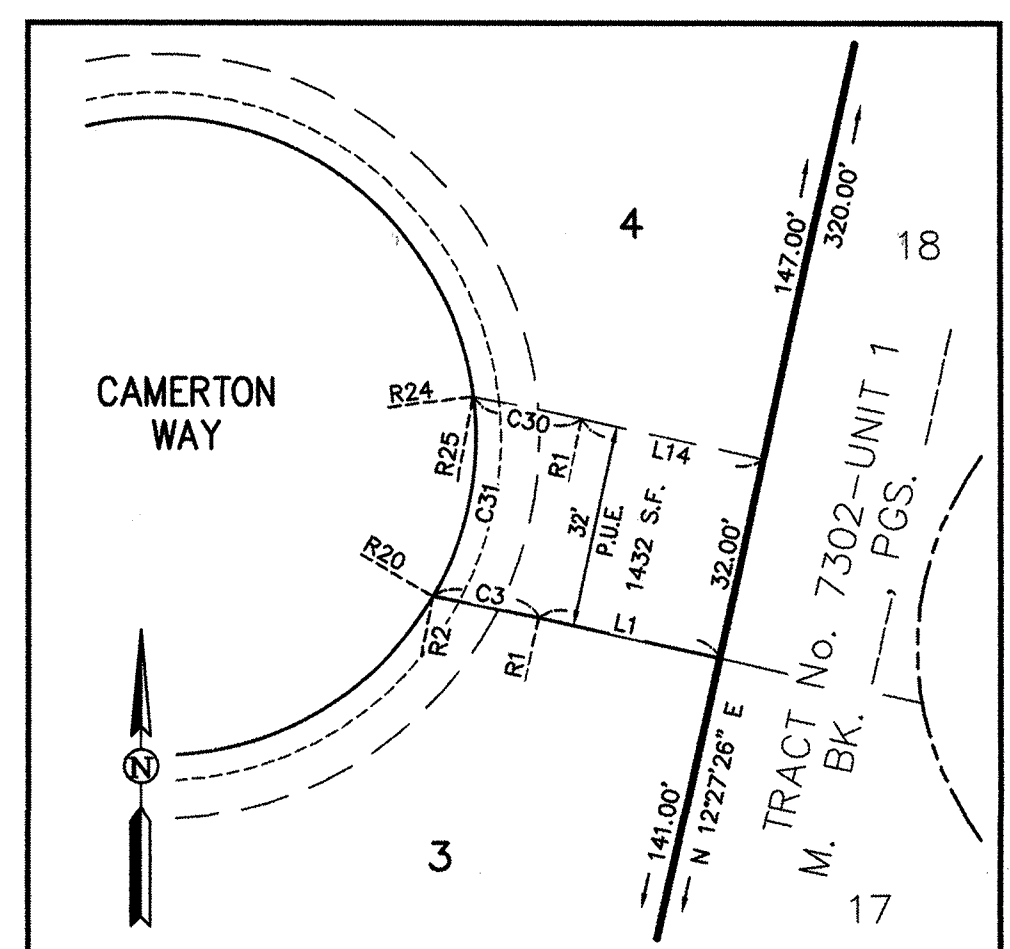 4
147.00'
320.00'
18
CAMERTON
WAY
R24
C30
R25
R1
L14
C31
32'
P.U.E.
1432 S.F.
32.00'
R20
C3
L1
R2
R1
TRACT No. 7302-UNIT 1
M. BK. , PGS.
N
141.00'
N 12°27'26" E
3
17